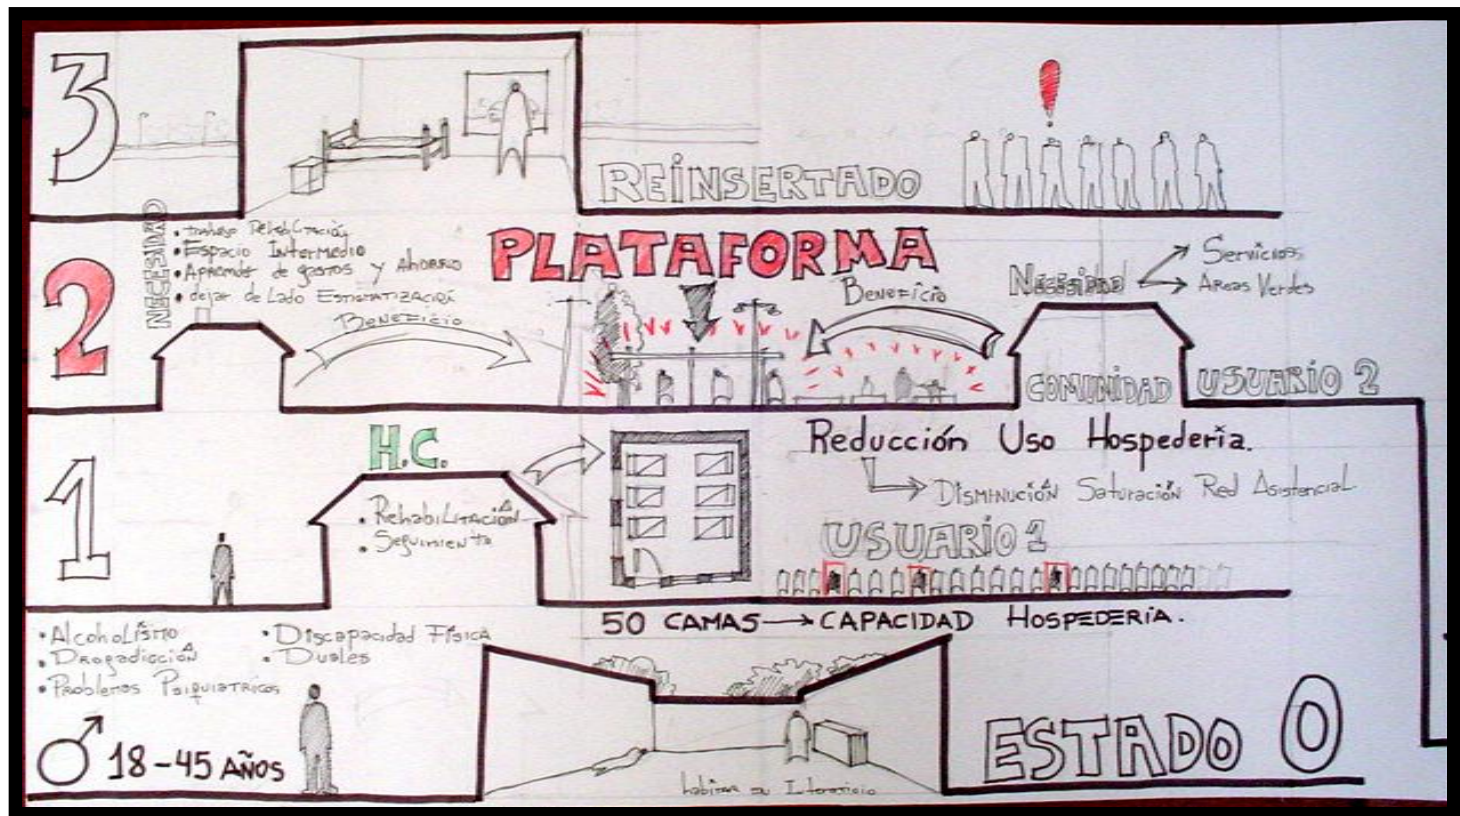 3
REINSERTADO
NECESIDAD
• trabajo Rehabilitación
• Espacio Intermedio
• Aprender de gastos y Ahorro
• dejar de Lado Estigmatización
2
BENEFICIO
PLATAFORMA
BENEFICIO
Necesidad
Servicios
Areas Verdes
COMUNIDAD
USUARIO 2
1
H.C.
• Rehabilitación
• Seguimiento
Reducción Uso Hospedería.
Disminución Saturación Red Asistencial
USUARIO 1
50 CAMAS → CAPACIDAD HOSPEDERIA.
• Alcoholismo
• Drogadicción
• Problemas Psiquiatricos
• Discapacidad Física
• Duales
18-45 AÑOS
habitar su
ESTADO 0